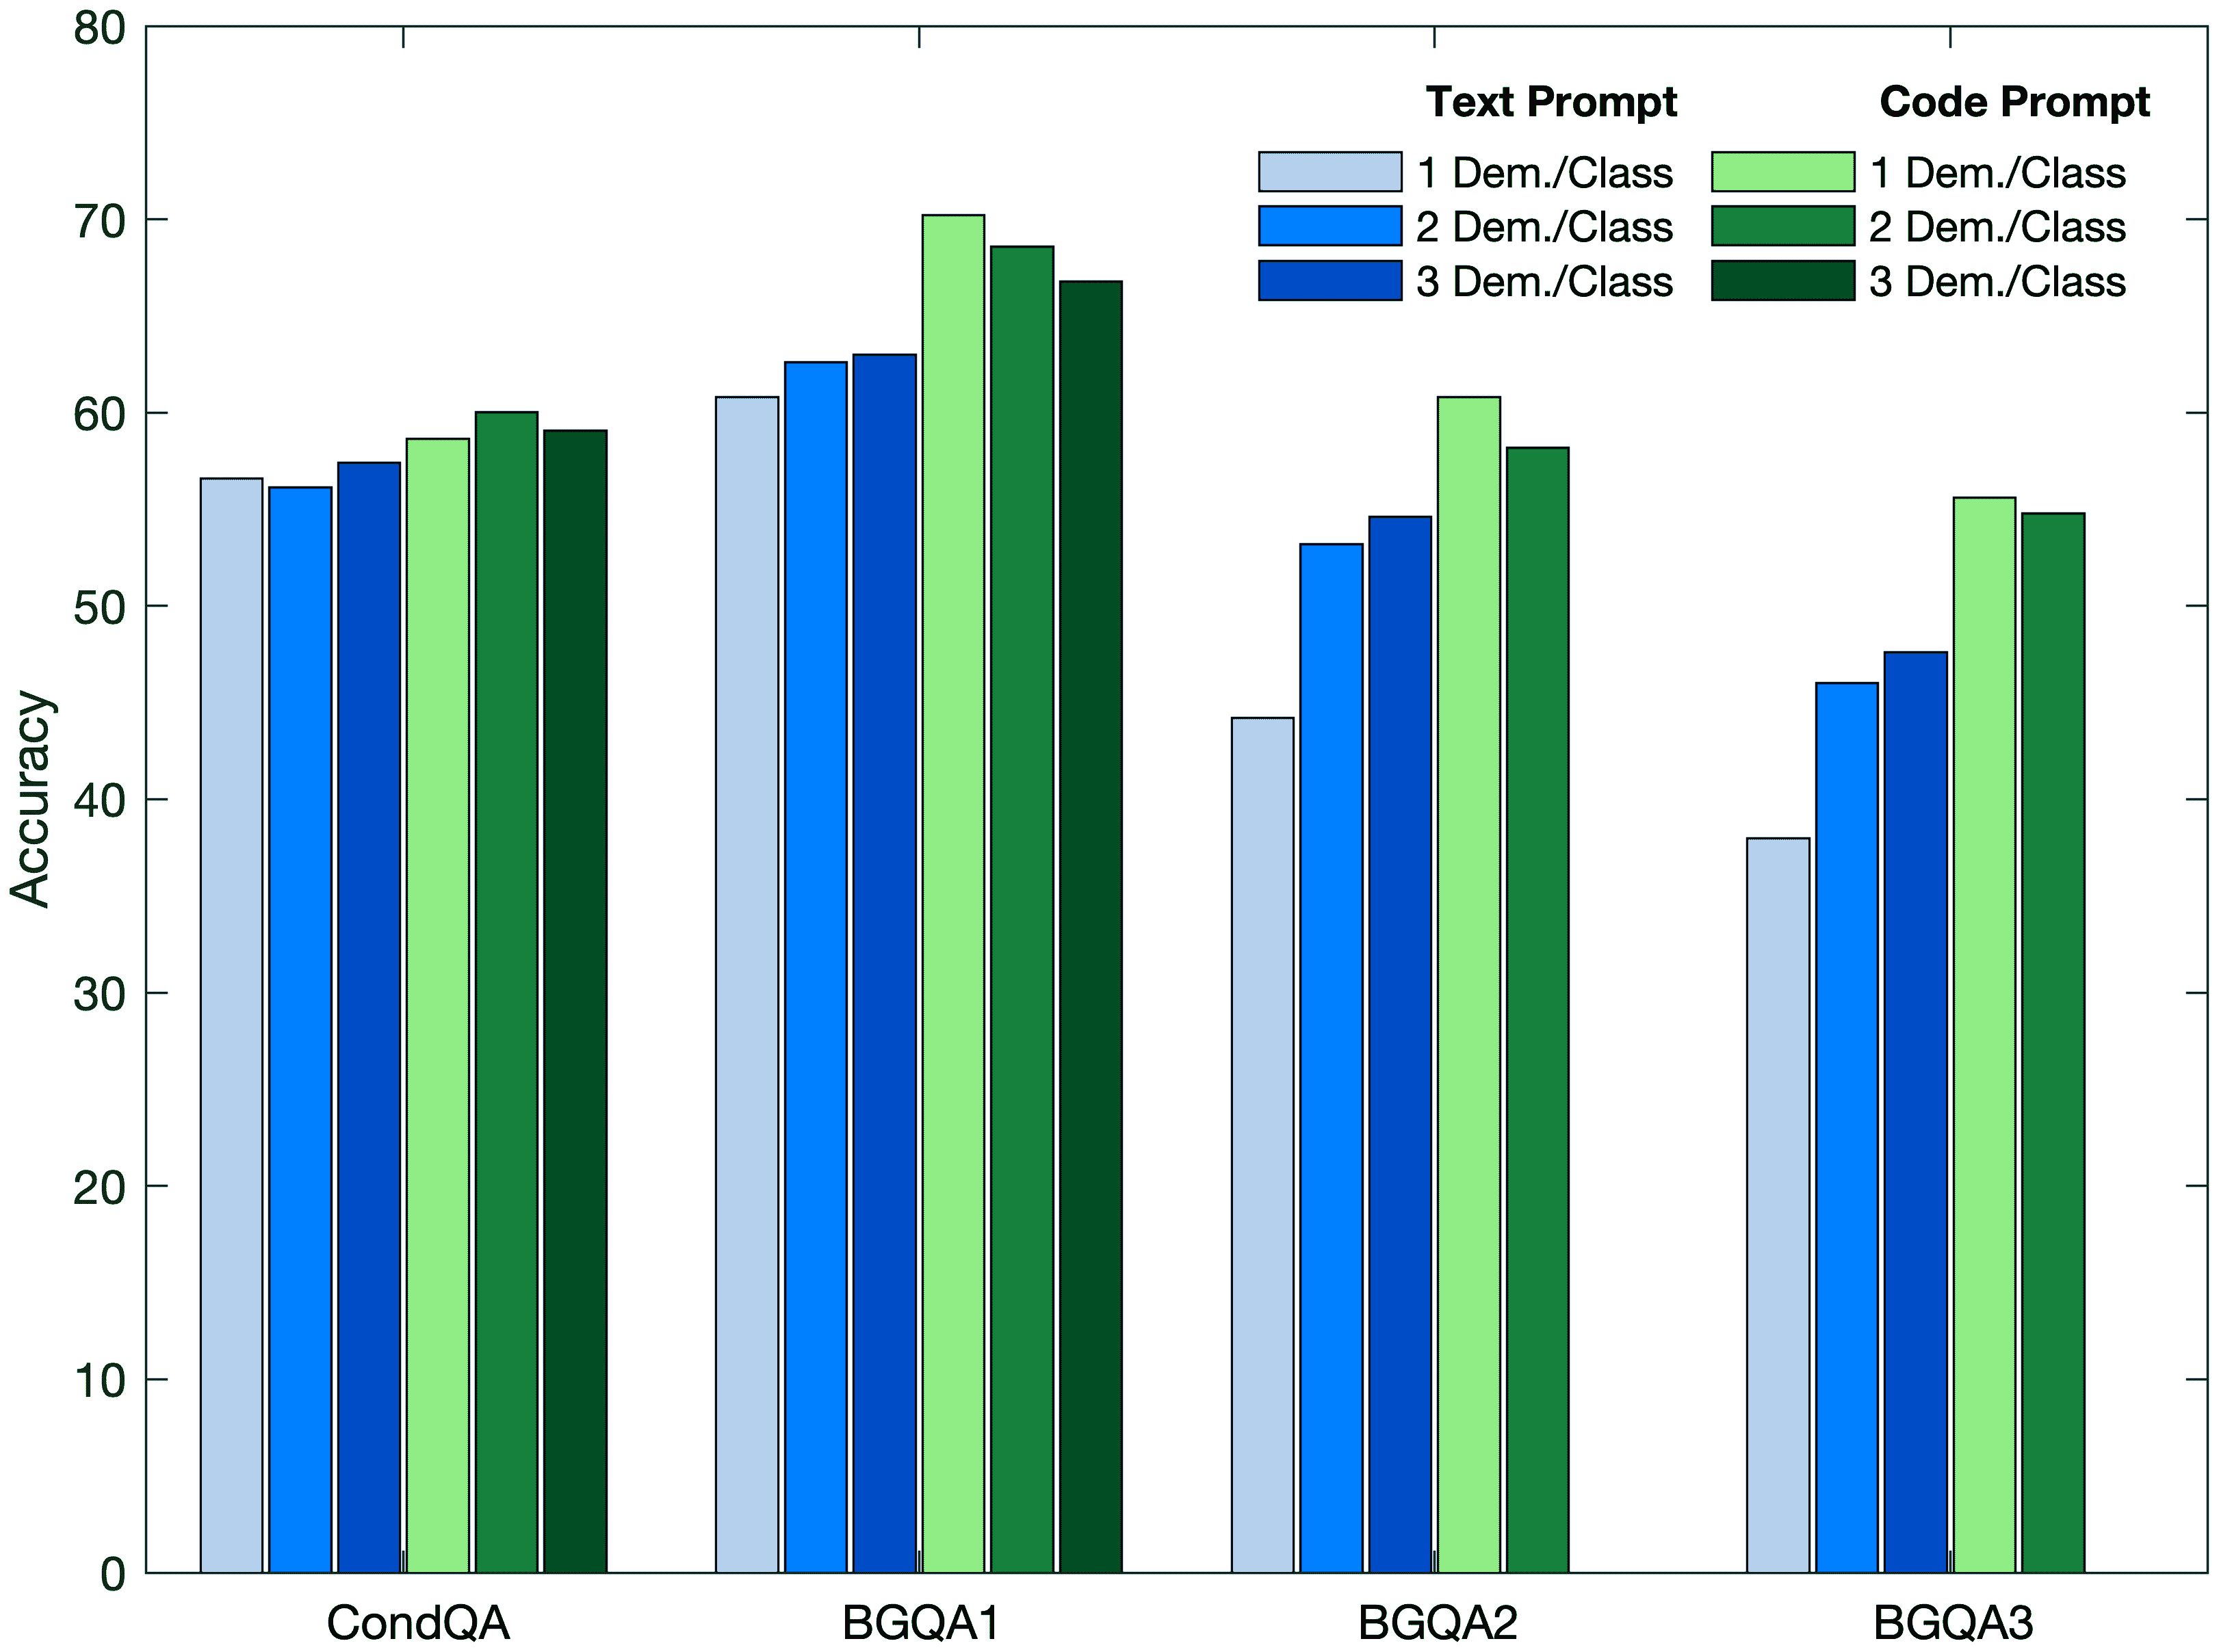 80
70
60
50
40
30
20
10
0
Accuracy
Text Prompt Code Prompt
1 Dem./Class 1 Dem./Class
2 Dem./Class 2 Dem./Class
3 Dem./Class 3 Dem./Class
CondQA BGQA1 BGQA2 BGQA3